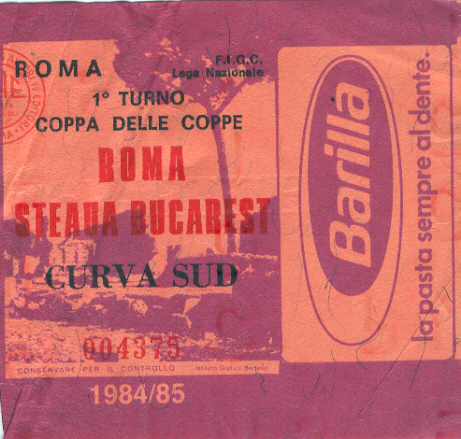 ROMA
F.I.G.C.
Lega Nazionale
1° TURNO
COPPA DELLE COPPE
ROMA
STEAUA BUCAREST
CURVA SUD
004375
CONSERVARE PER IL CONTROLLO
1984/85
Barilla
la pasta sempre al dente.